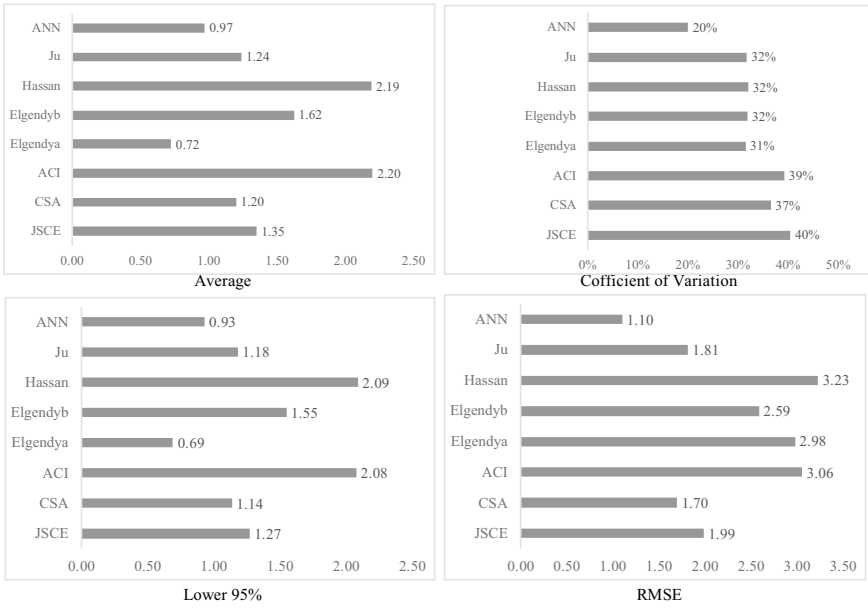 ANN 0.97
Ju 1.24
Hassan 2.19
Elgendyb 1.62
Elgendya 0.72
ACI 2.20
CSA 1.20
JSCE 1.35
0.00 0.50 1.00 1.50 2.00 2.50
Average
ANN 20%
Ju 32%
Hassan 32%
Elgendyb 32%
Elgendya 31%
ACI 39%
CSA 37%
JSCE 40%
0% 10% 20% 30% 40% 50%
Cofficient of Variation
ANN 0.93
Ju 1.18
Hassan 2.09
Elgendyb 1.55
Elgendya 0.69
ACI 2.08
CSA 1.14
JSCE 1.27
0.00 0.50 1.00 1.50 2.00 2.50
Lower 95%
ANN 1.10
Ju 1.81
Hassan 3.23
Elgendyb 2.59
Elgendya 2.98
ACI 3.06
CSA 1.70
JSCE 1.99
0.00 0.50 1.00 1.50 2.00 2.50 3.00 3.50
RMSE